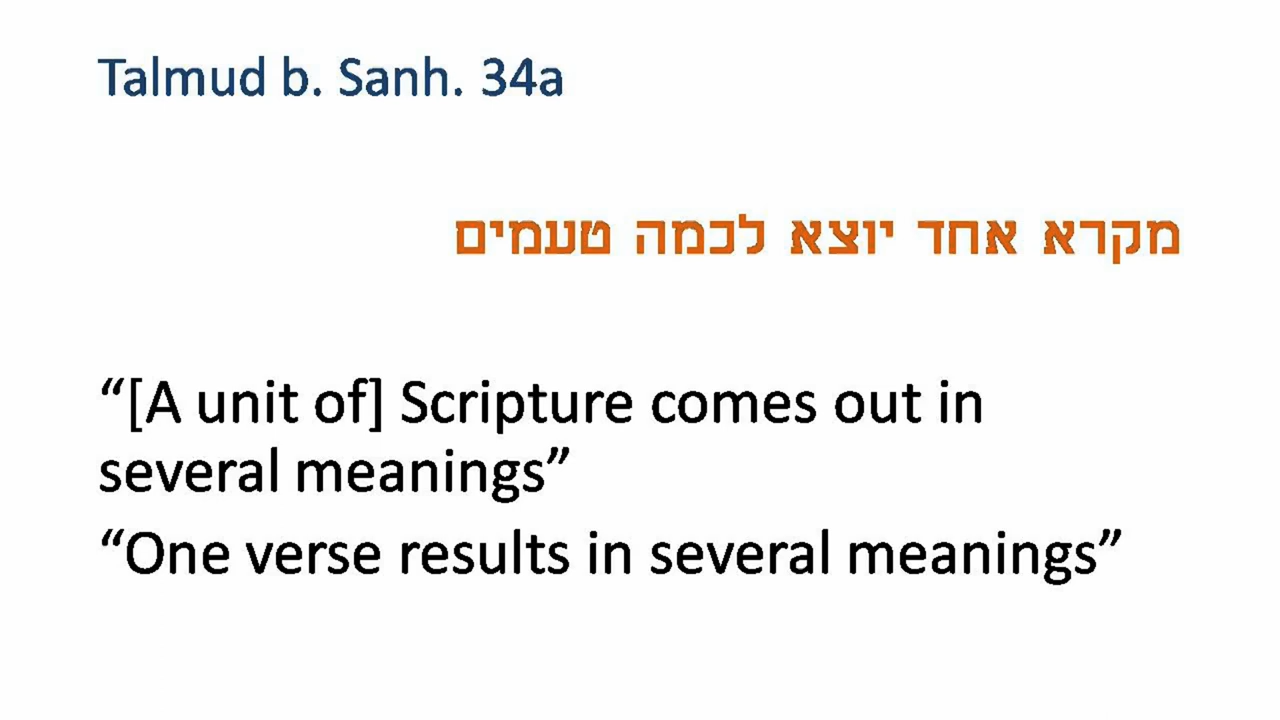 Talmud b. Sanh. 34a
מקרא אחד יוצא לכמה טעמים
“[A unit of] Scripture comes out in
several meanings”
“One verse results in several meanings”